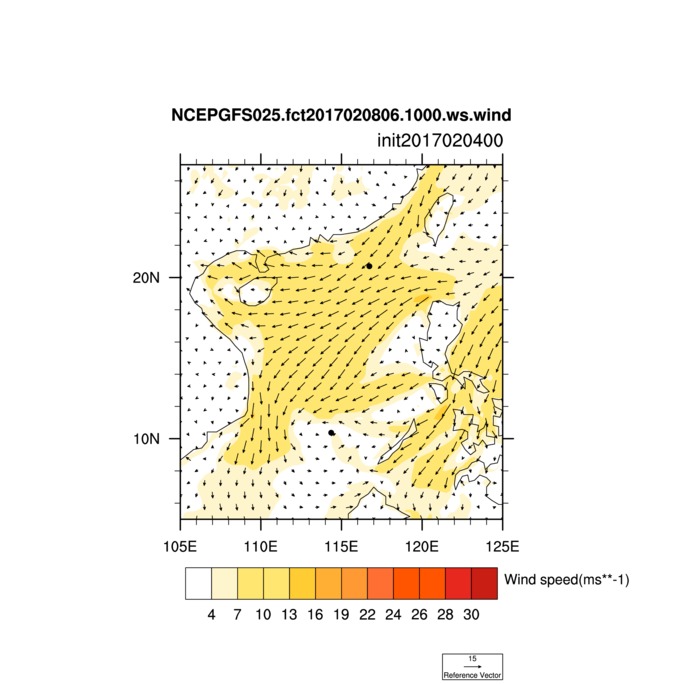 NCEPGFS025.fct2017020806.1000.ws.wind
init2017020400
20N
10N
105E 110E 115E 120E 125E
Wind speed(ms**-1)
4 7 10 13 16 19 22 24 26 28 30
15
Reference Vector